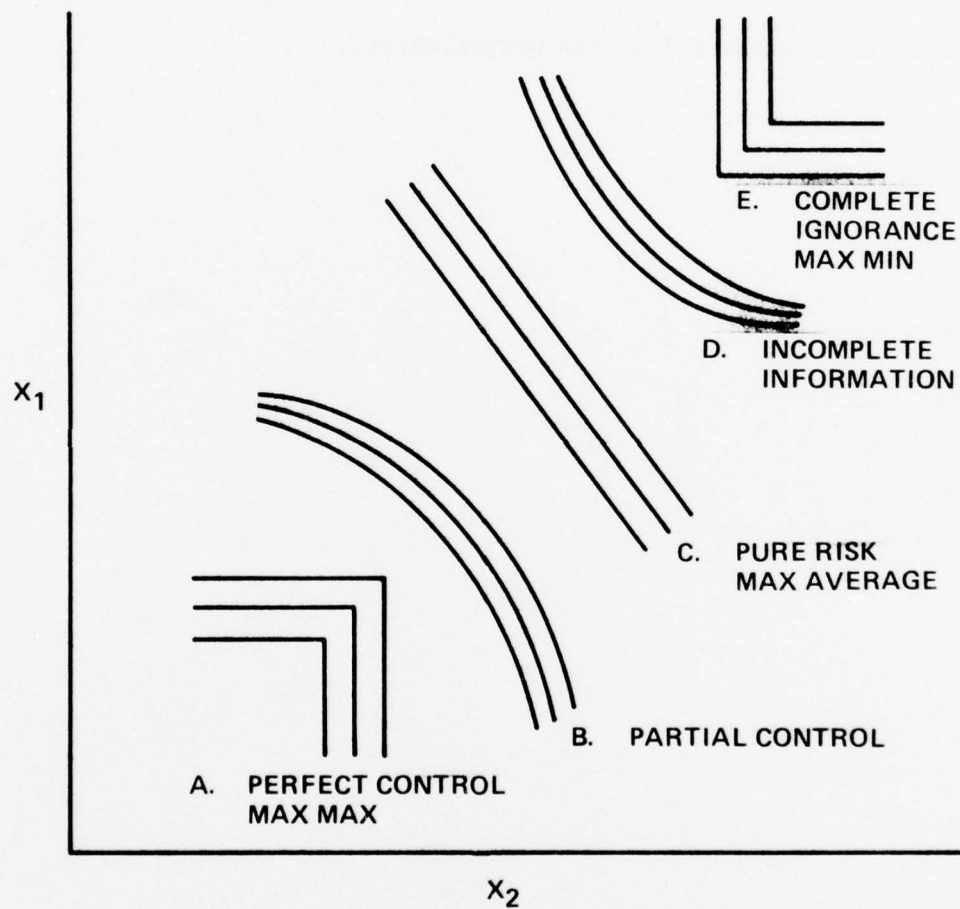 E. COMPLETE
IGNORANCE
MAX MIN
D. INCOMPLETE
INFORMATION
X₁
C. PURE RISK
MAX AVERAGE
B. PARTIAL CONTROL
A. PERFECT CONTROL
MAX MAX
X₂